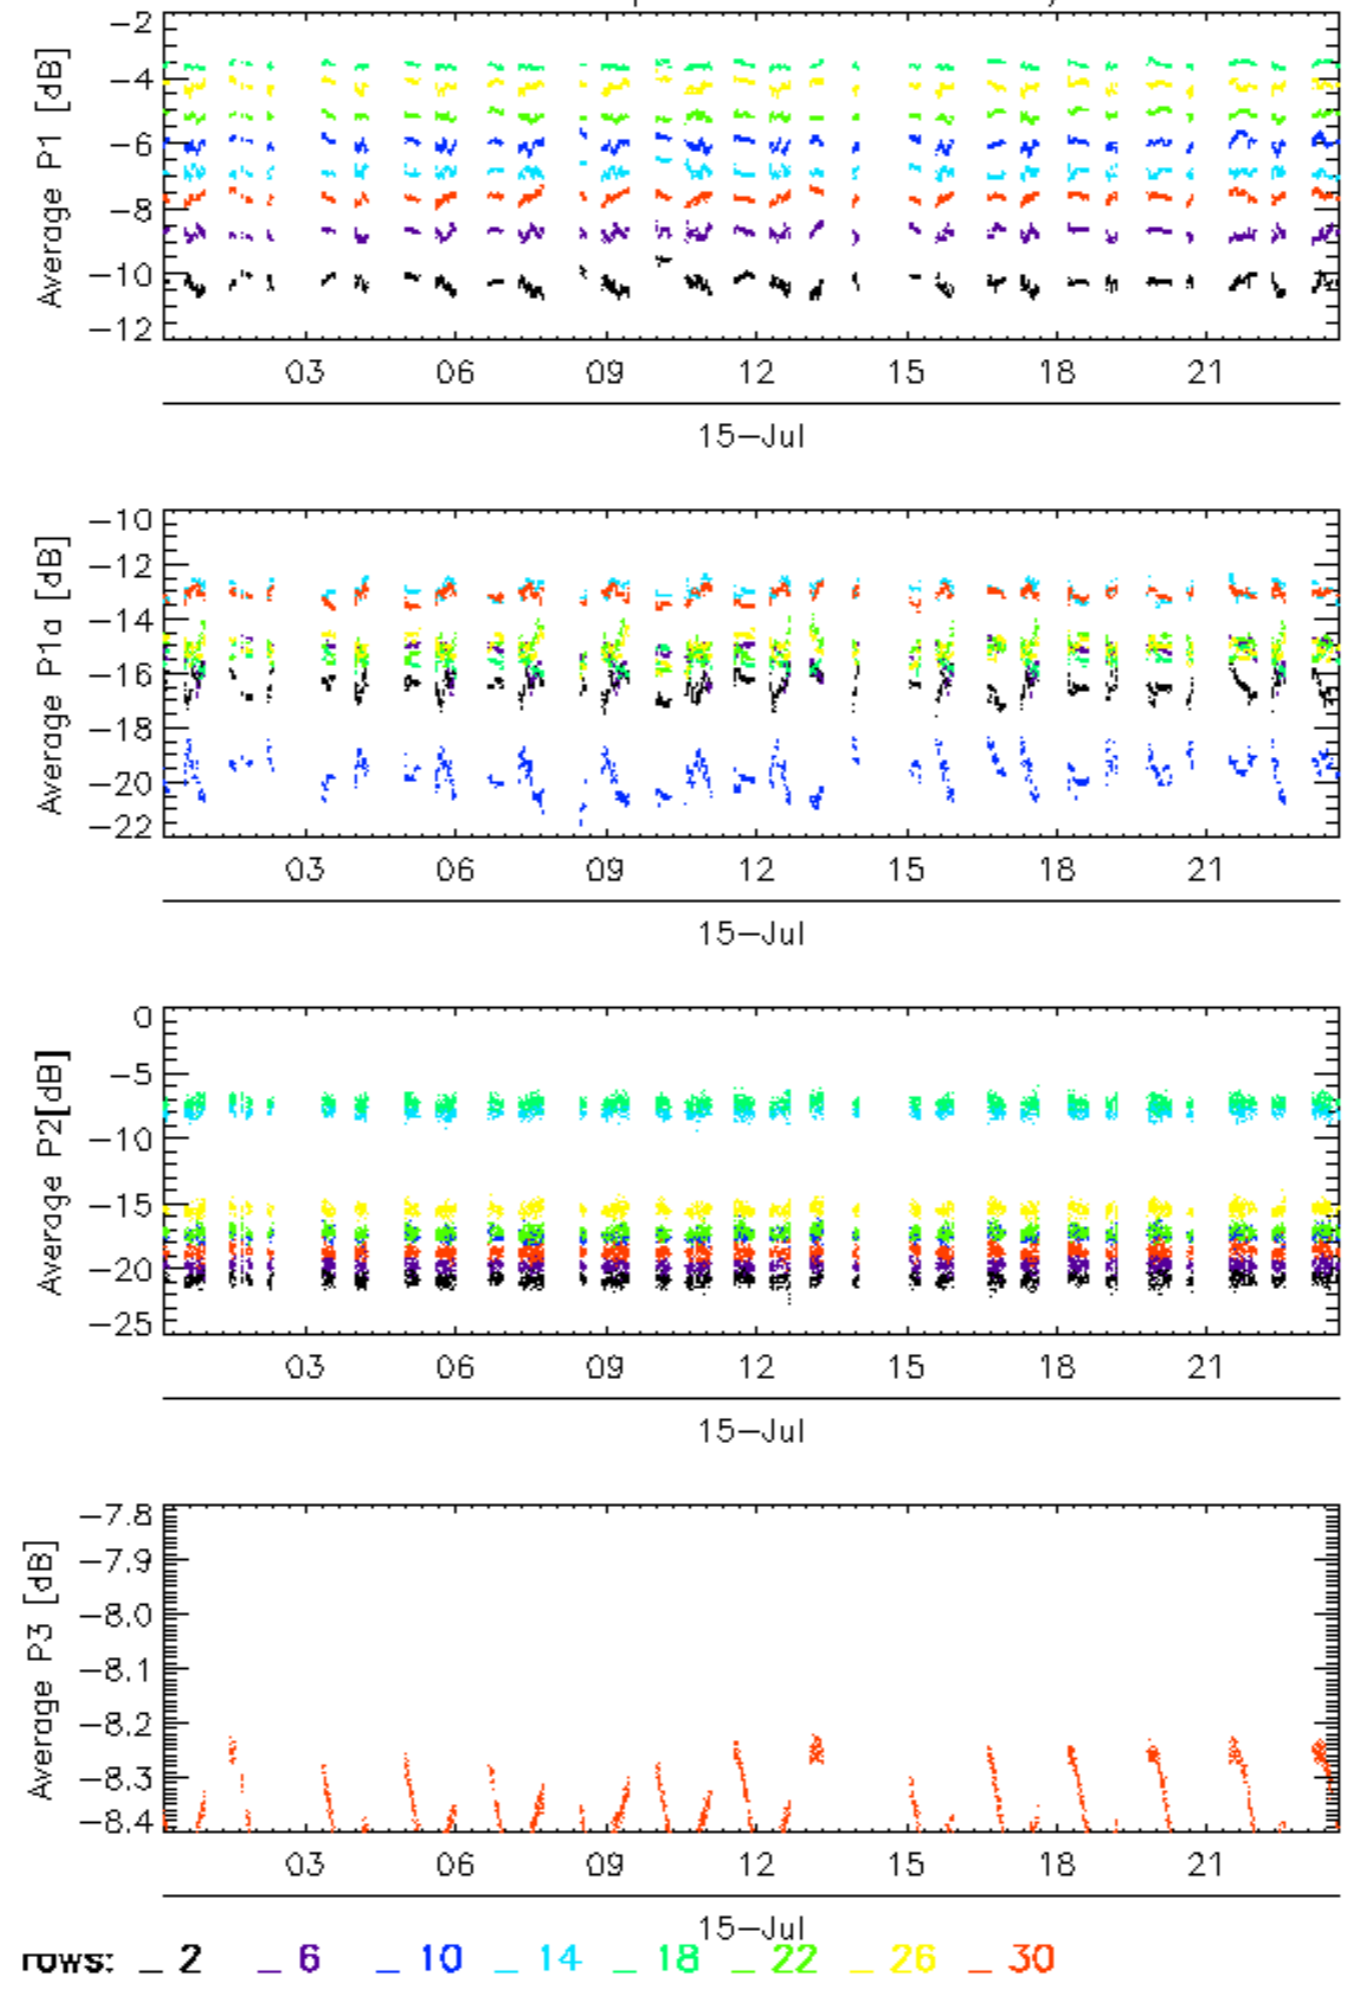 Average P1 [dB]
-2
-4
-6
-8
-10
-12
03 06 09 12 15 18 21
15-Jul
Average P1a [dB]
-10
-12
-14
-16
-18
-20
-22
03 06 09 12 15 18 21
15-Jul
Average P2[dB]
0
-5
-10
-15
-20
-25
03 06 09 12 15 18 21
15-Jul
Average P3 [dB]
-7.8
-7.9
-8.0
-8.1
-8.2
-8.3
-8.4
03 06 09 12 15 18 21
15-Jul
rows: _ 2 _ 6 _ 10 _ 14 _ 18 _ 22 _ 26 _ 30